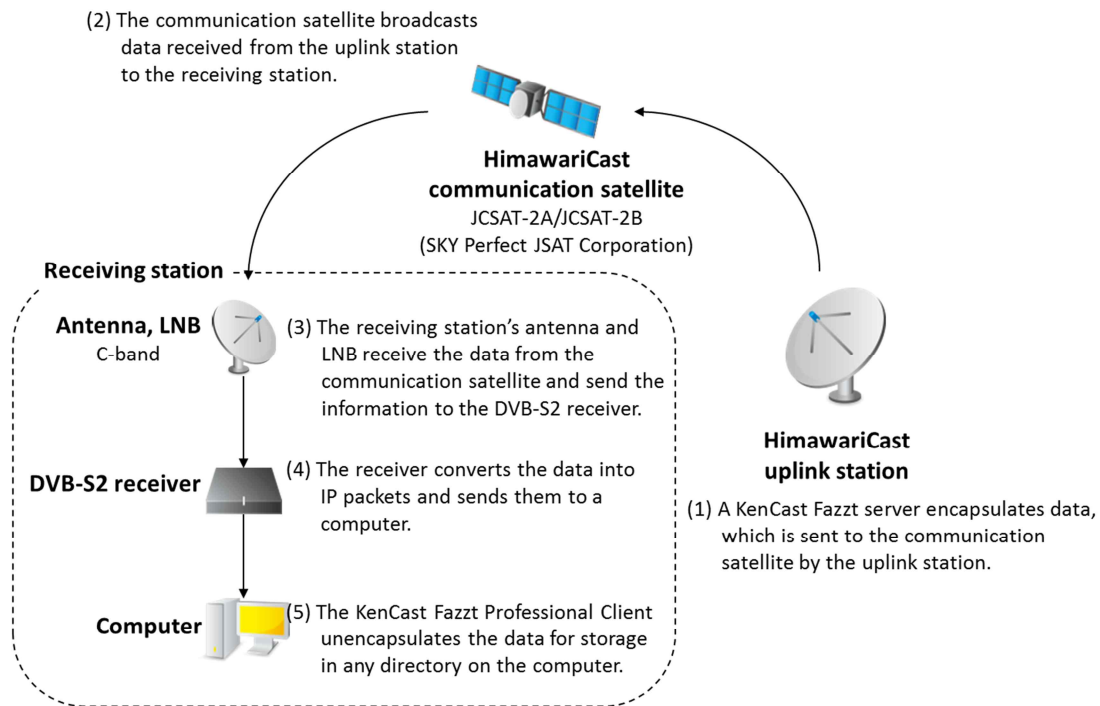 (2) The communication satellite broadcasts
data received from the uplink station
to the receiving station.
HimawariCast
communication satellite
JCSAT-2A/JCSAT-2B
(SKY Perfect JSAT Corporation)
Receiving station
Antenna, LNB
C-band
(3) The receiving station's antenna and
LNB receive the data from the
communication satellite and send the
information to the DVB-S2 receiver.
DVB-S2 receiver
(4) The receiver converts the data into
IP packets and sends them to a
computer.
Computer
(5) The KenCast Fazzt Professional Client
unencapsulates the data for storage
in any directory on the computer.
HimawariCast
uplink station
(1) A KenCast Fazzt server encapsulates data,
which is sent to the communication
satellite by the uplink station.